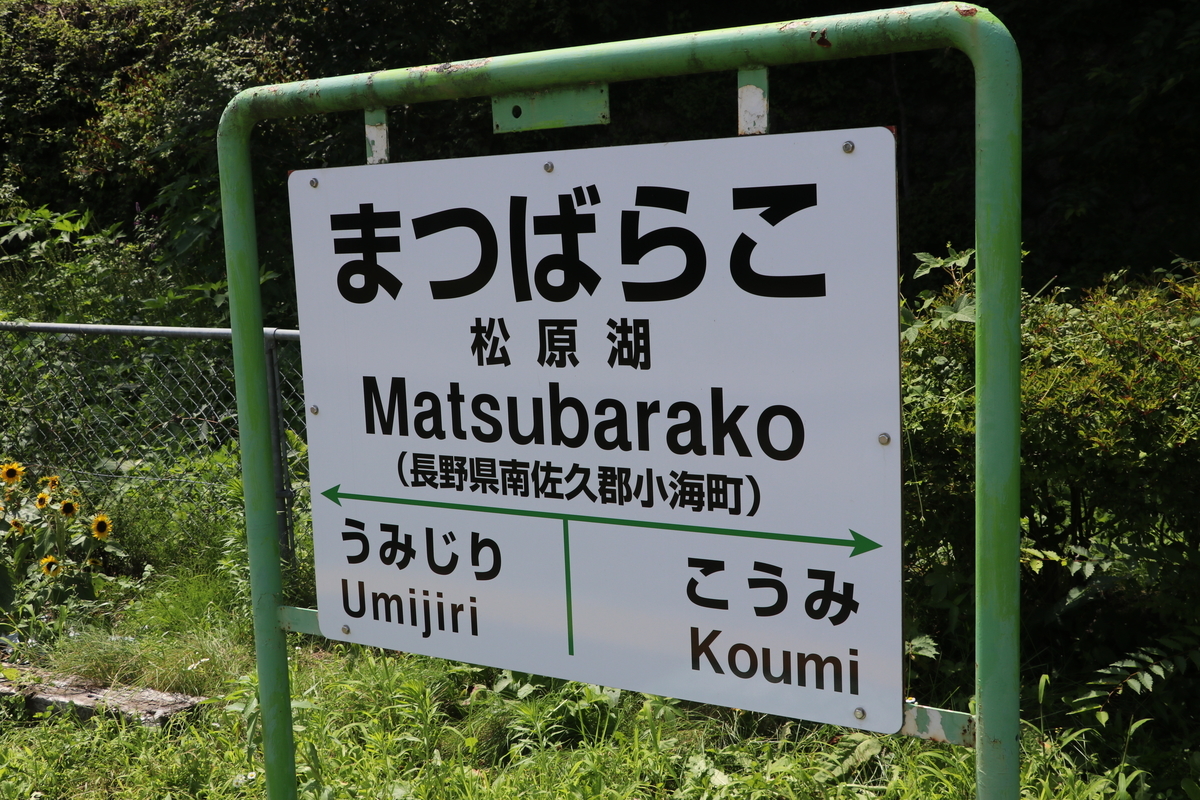 まつばらこ
松原湖
Matsubarako
（長野県南佐久郡小海町）
うみじり
Umijiri
こうみ
Koumi